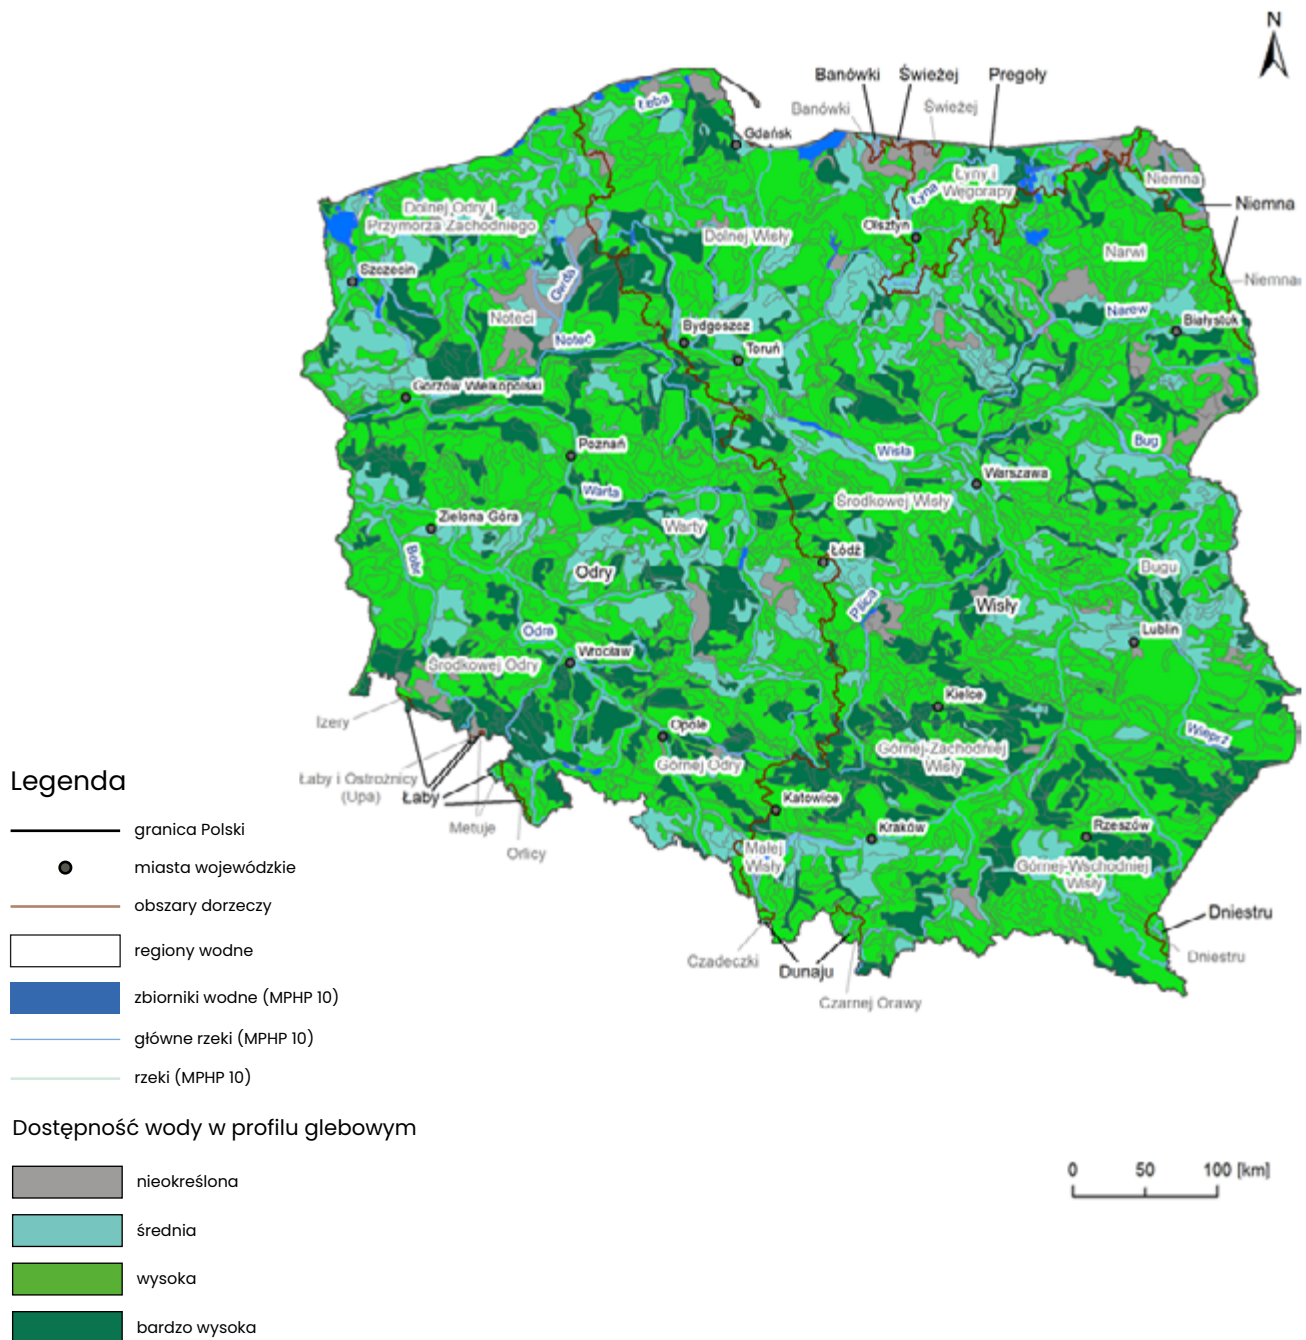 N
Banówki Świeżej Pregoły
Banówki Świeżej
Łeba
Gdańsk
Łyny i
Węgorapy
Łyna
Niemna
Niemna
Dolnej Odry i
Przymorza Zachodniego
Olsztyn
Dolnej Wisły
Narwi
Szczecin
Gwda
Niemna
Noteci
Narew
Białystok
Bydgoszcz
Noteć
Toruń
Gorzów Wielkopolski
Poznań
Wisła
Bug
Warszawa
Warta
Środkowej Wisły
Zielona Góra
Warty
Łódź
Bóbr
Odry
Bugu
Pilica
Wisły
Odra
Lublin
Wrocław
Środkowej Odry
Kielce
Izery
Opole
Wieprz
Górnej-Zachodniej
Wisły
Górnej Odry
Legenda
Łaby i Ostrożnicy
(Upa)
Łaby
Katowice
granica Polski
Metuje
Kraków
Rzeszów
Orlicy
Małej
Wisły
miasta wojewódzkie
Górnej-Wschodniej
Wisły
obszary dorzeczy
Dniestru
regiony wodne
Czadeczki
Dniestru
Dunaju
zbiorniki wodne (MPHP 10)
Czarnej Orawy
główne rzeki (MPHP 10)
rzeki (MPHP 10)
Dostępność wody w profilu glebowym
0 50 100 [km]
nieokreślona
średnia
wysoka
bardzo wysoka